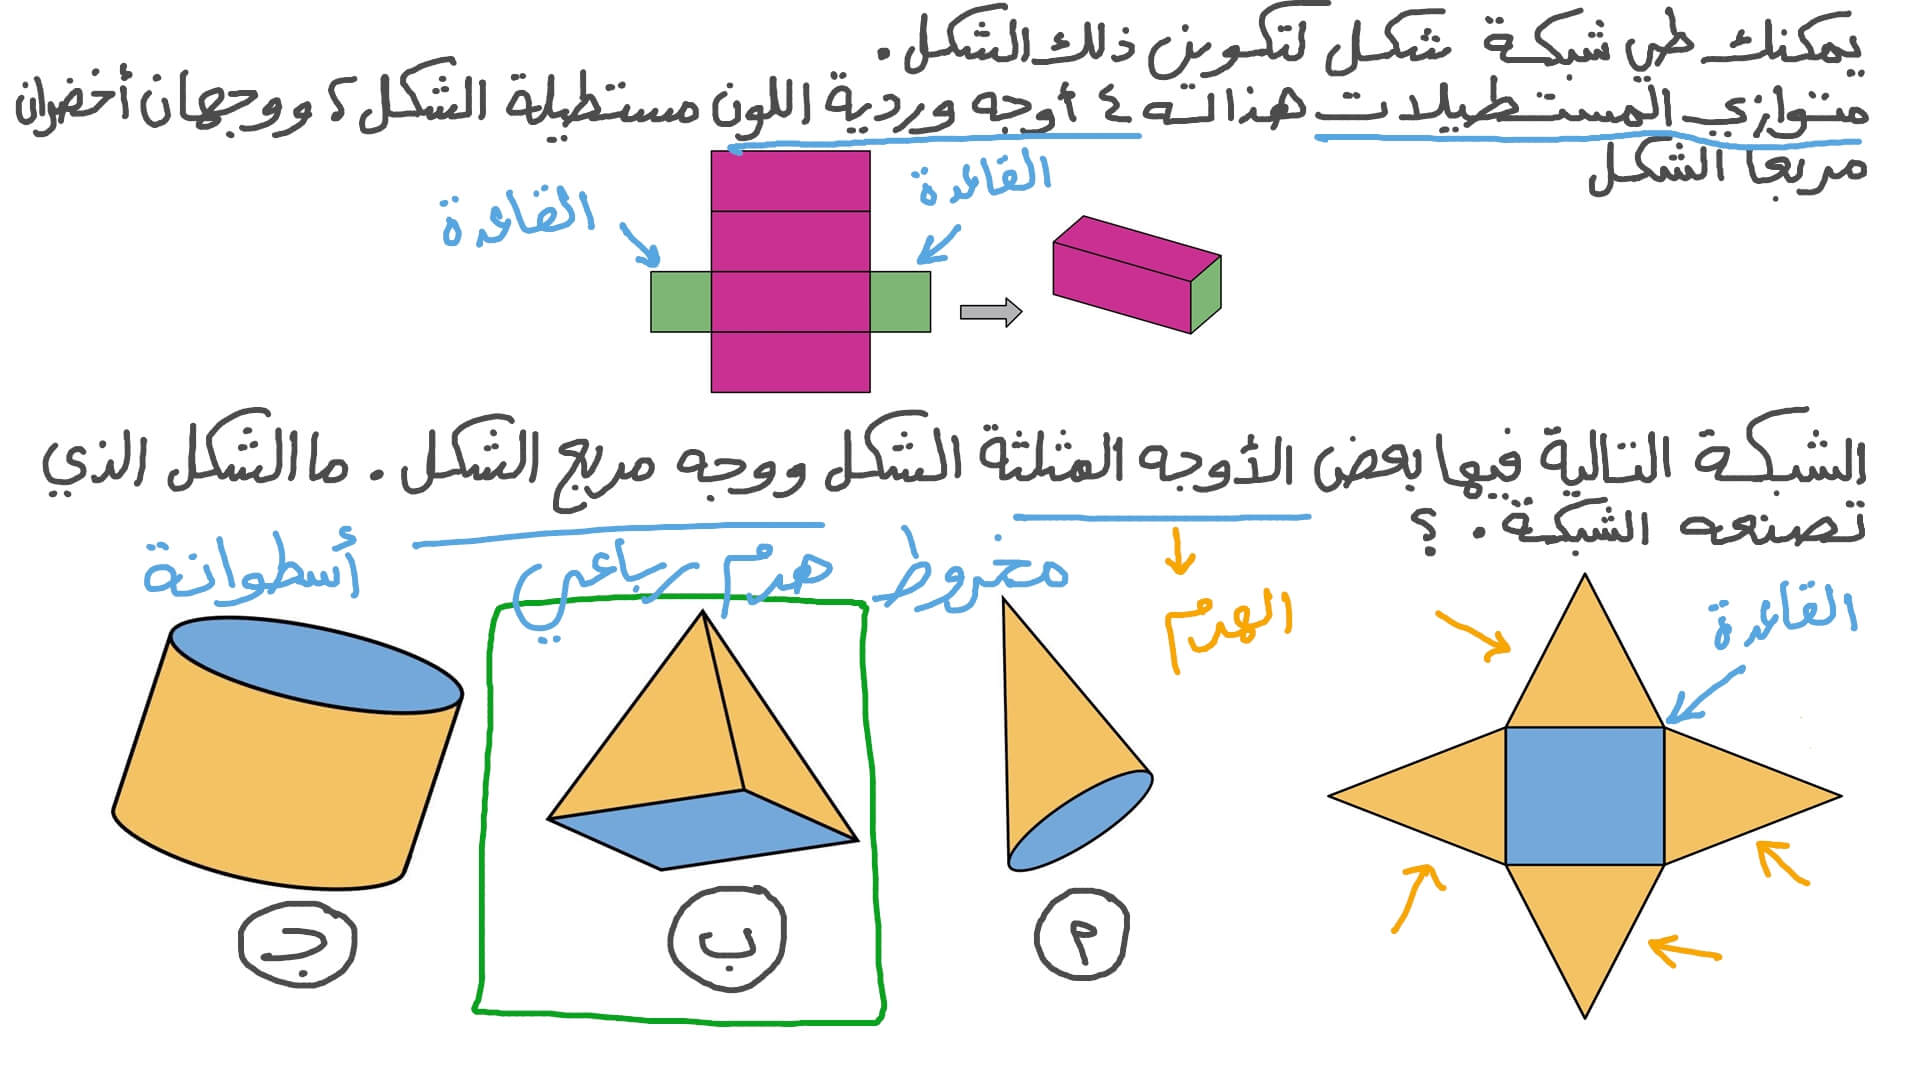 يمكنك طي شبكة شكل لتكوين ذلك الشكل.
متوازي المستطيلات هذا له ٤ أوجه وردية اللون مستطيلة الشكل، ووجهان أخضران
مربعا الشكل
القاعدة
القاعدة
الشبكة التالية فيها بعض الأوجه المثلثة الشكل ووجه مربع الشكل. ما الشكل الذي
تصنعه الشبكة. ؟
القاعدة
الهرم
مخروط
هرم رباعي
أسطوانة
م
ب
ج